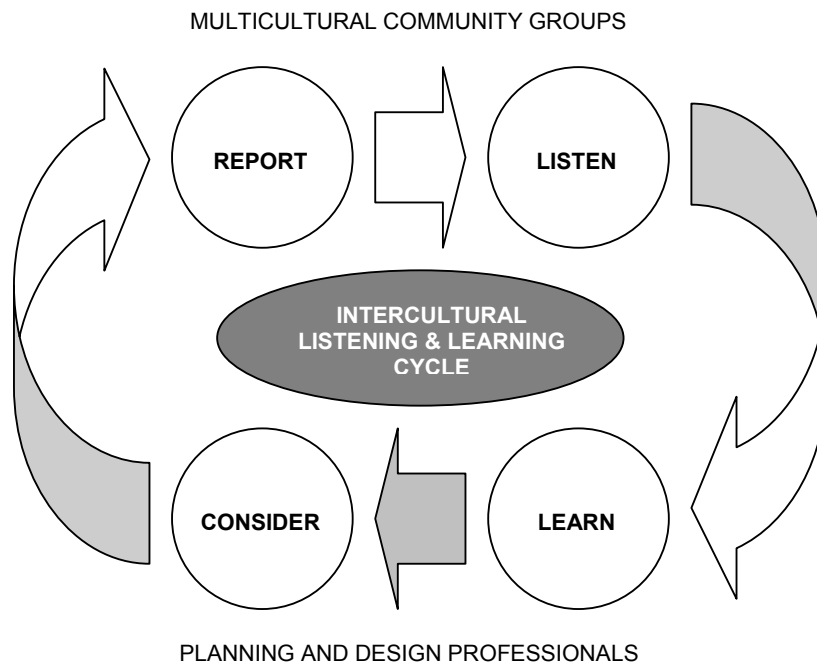 MULTICULTURAL COMMUNITY GROUPS
REPORT
LISTEN
INTERCULTURAL
LISTENING & LEARNING
CYCLE
CONSIDER
LEARN
PLANNING AND DESIGN PROFESSIONALS